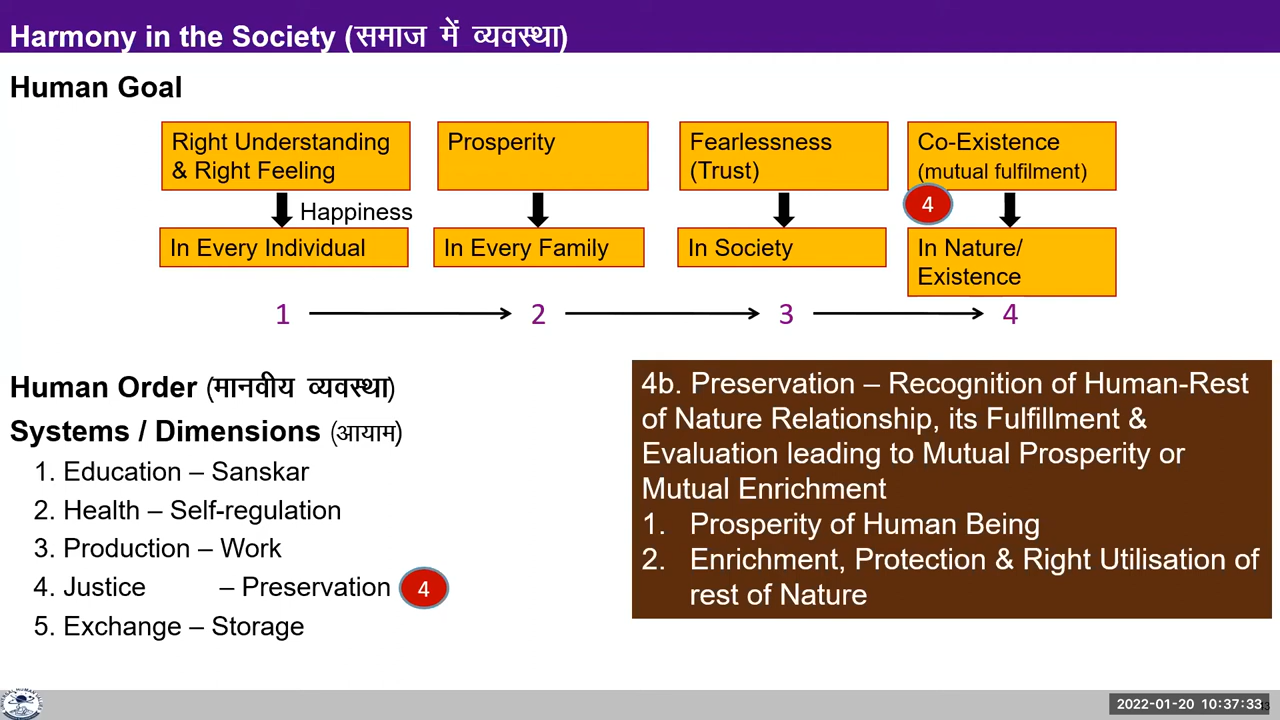 Harmony in the Society (समाज में व्यवस्था)
Human Goal
Right Understanding
& Right Feeling
Prosperity
Fearlessness
(Trust)
Co-Existence
(mutual fulfilment)
4
Happiness
In Every Individual
In Every Family
In Society
In Nature/
Existence
1
2
3
4
Human Order (मानवीय व्यवस्था)
Systems / Dimensions (आयाम)
1. Education – Sanskar
2. Health – Self-regulation
3. Production – Work
4. Justice – Preservation 4
5. Exchange – Storage
4b. Preservation – Recognition of Human-Rest
of Nature Relationship, its Fulfillment &
Evaluation leading to Mutual Prosperity or
Mutual Enrichment
1. Prosperity of Human Being
2. Enrichment, Protection & Right Utilisation of
rest of Nature
2022-01-20 10:37:33